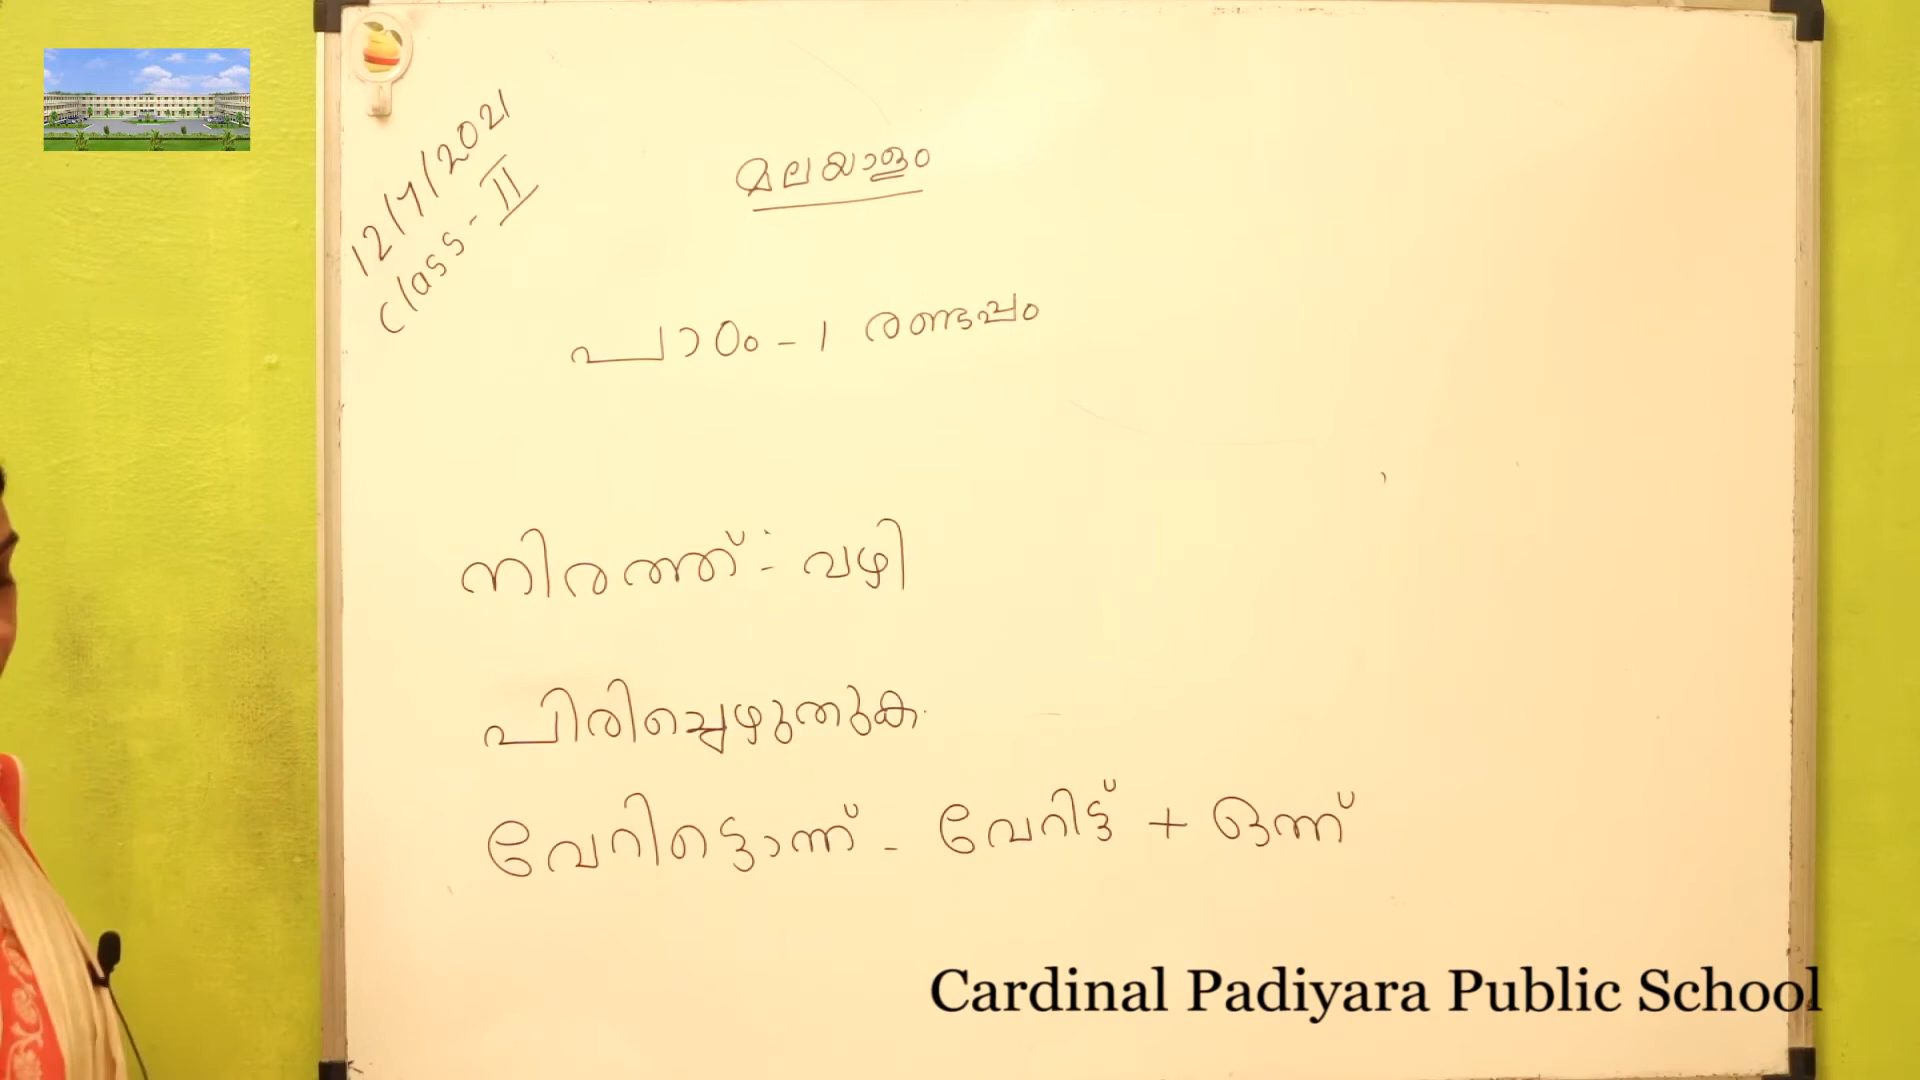 12/7/2021
Class - II
മലയാളം
പാഠം - 1 രണ്ടപ്പം
നിരത്ത് :- വഴി
പിരിച്ചെഴുതുക.
വേറിട്ടൊന്ന് - വേറിട്ട് + ഒന്ന്
Cardinal Padiyara Public School